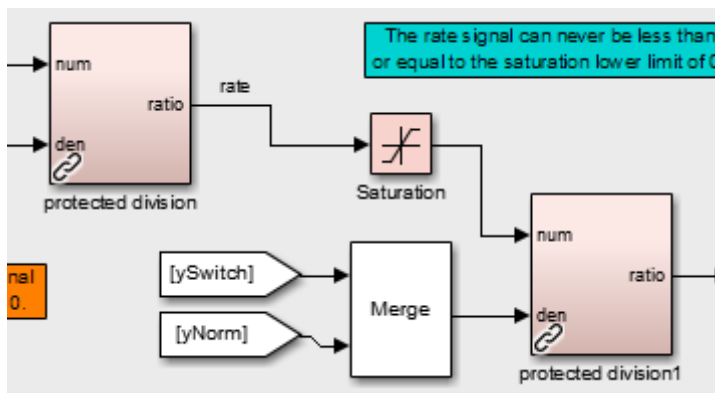 The rate signal can never be less than
or equal to the saturation lower limit of
num
ratio
den
protected division
rate
Saturation
[ySwitch]
[yNorm]
Merge
num
ratio
den
protected division1
0.